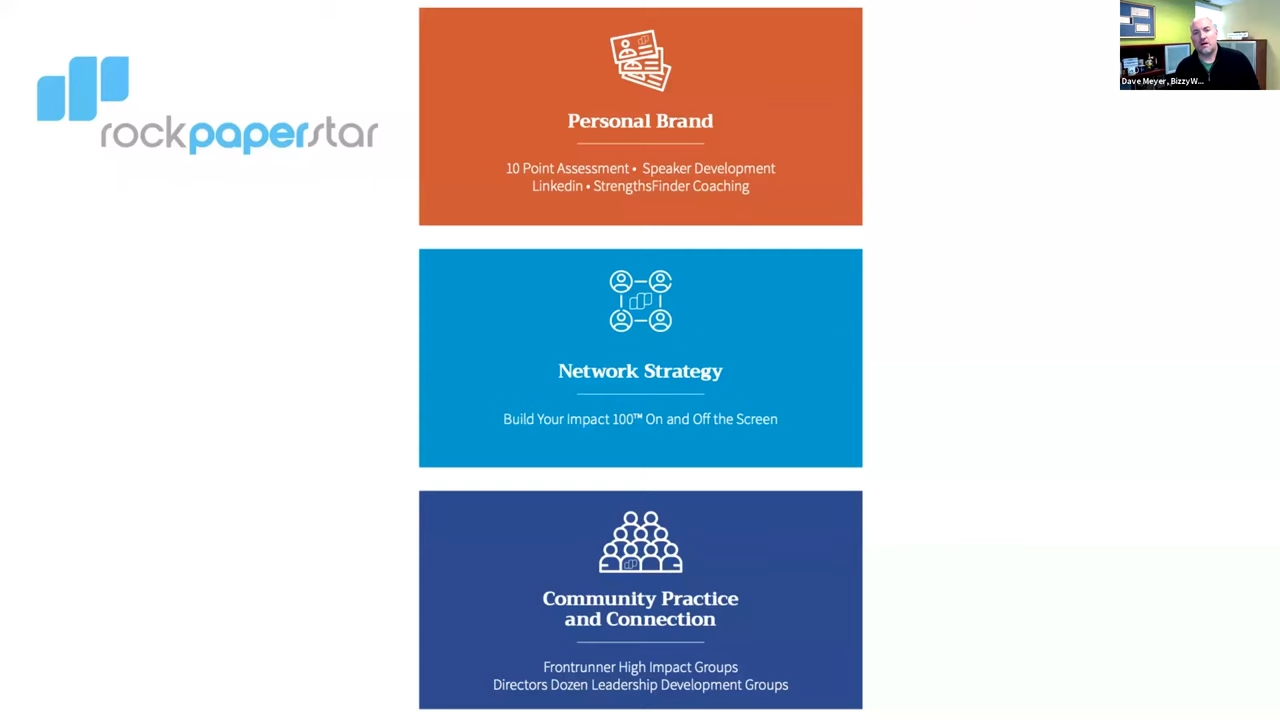 rockpaperstar
Personal Brand
10 Point Assessment • Speaker Development
Linkedin • StrengthsFinder Coaching
Network Strategy
Build Your Impact 100™ On and Off the Screen
Community Practice
and Connection
Frontrunner High Impact Groups
Directors Dozen Leadership Development Groups
Dave Meyer, BizzyW...